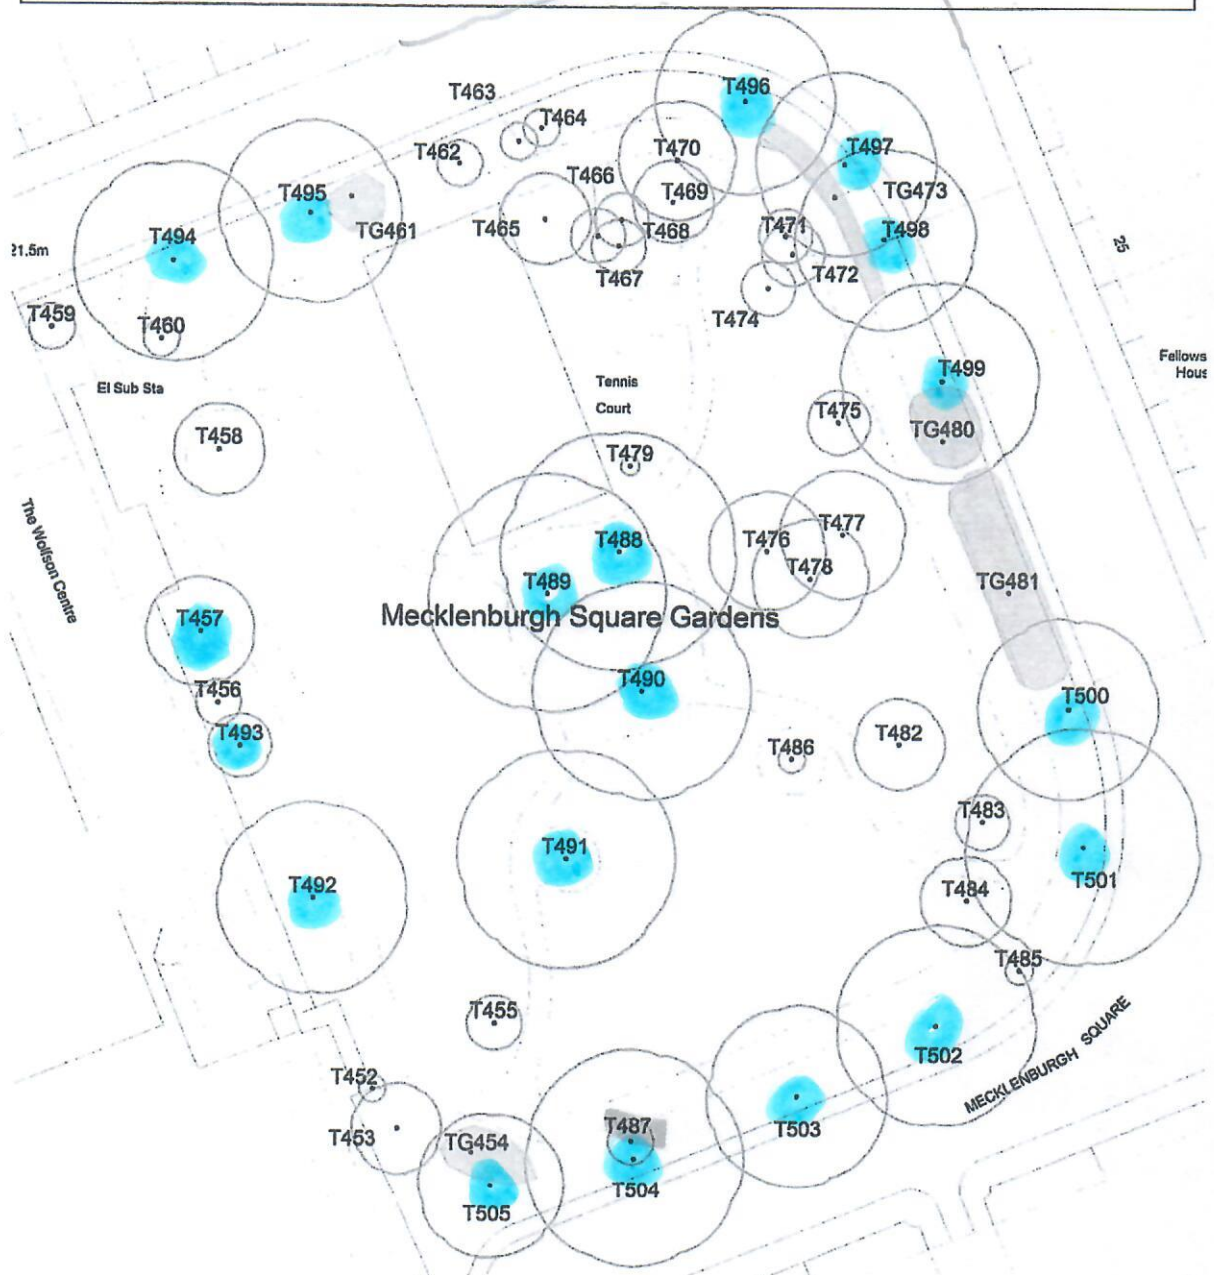 T496
T463
T464
T462
T470
T497
T466
T469
TG473
T495
T465
T468
T471
T498
TG461
T494
T467
T472
21.5m
25
T459
T460
T474
Fellows
Hous
El Sub Sta
Tennis
Court
T499
T475
T458
TG480
T479
The Wolfson Centre
T488
T476
T477
T489
T478
TG481
T457
Mecklenburgh Square Gardens
T456
T490
T500
T493
T486
T482
T483
T491
T501
T492
T484
T485
T455
T502
MECKLENBURGH SQUARE
T452
T453
TG454
T487
T503
T504
T505